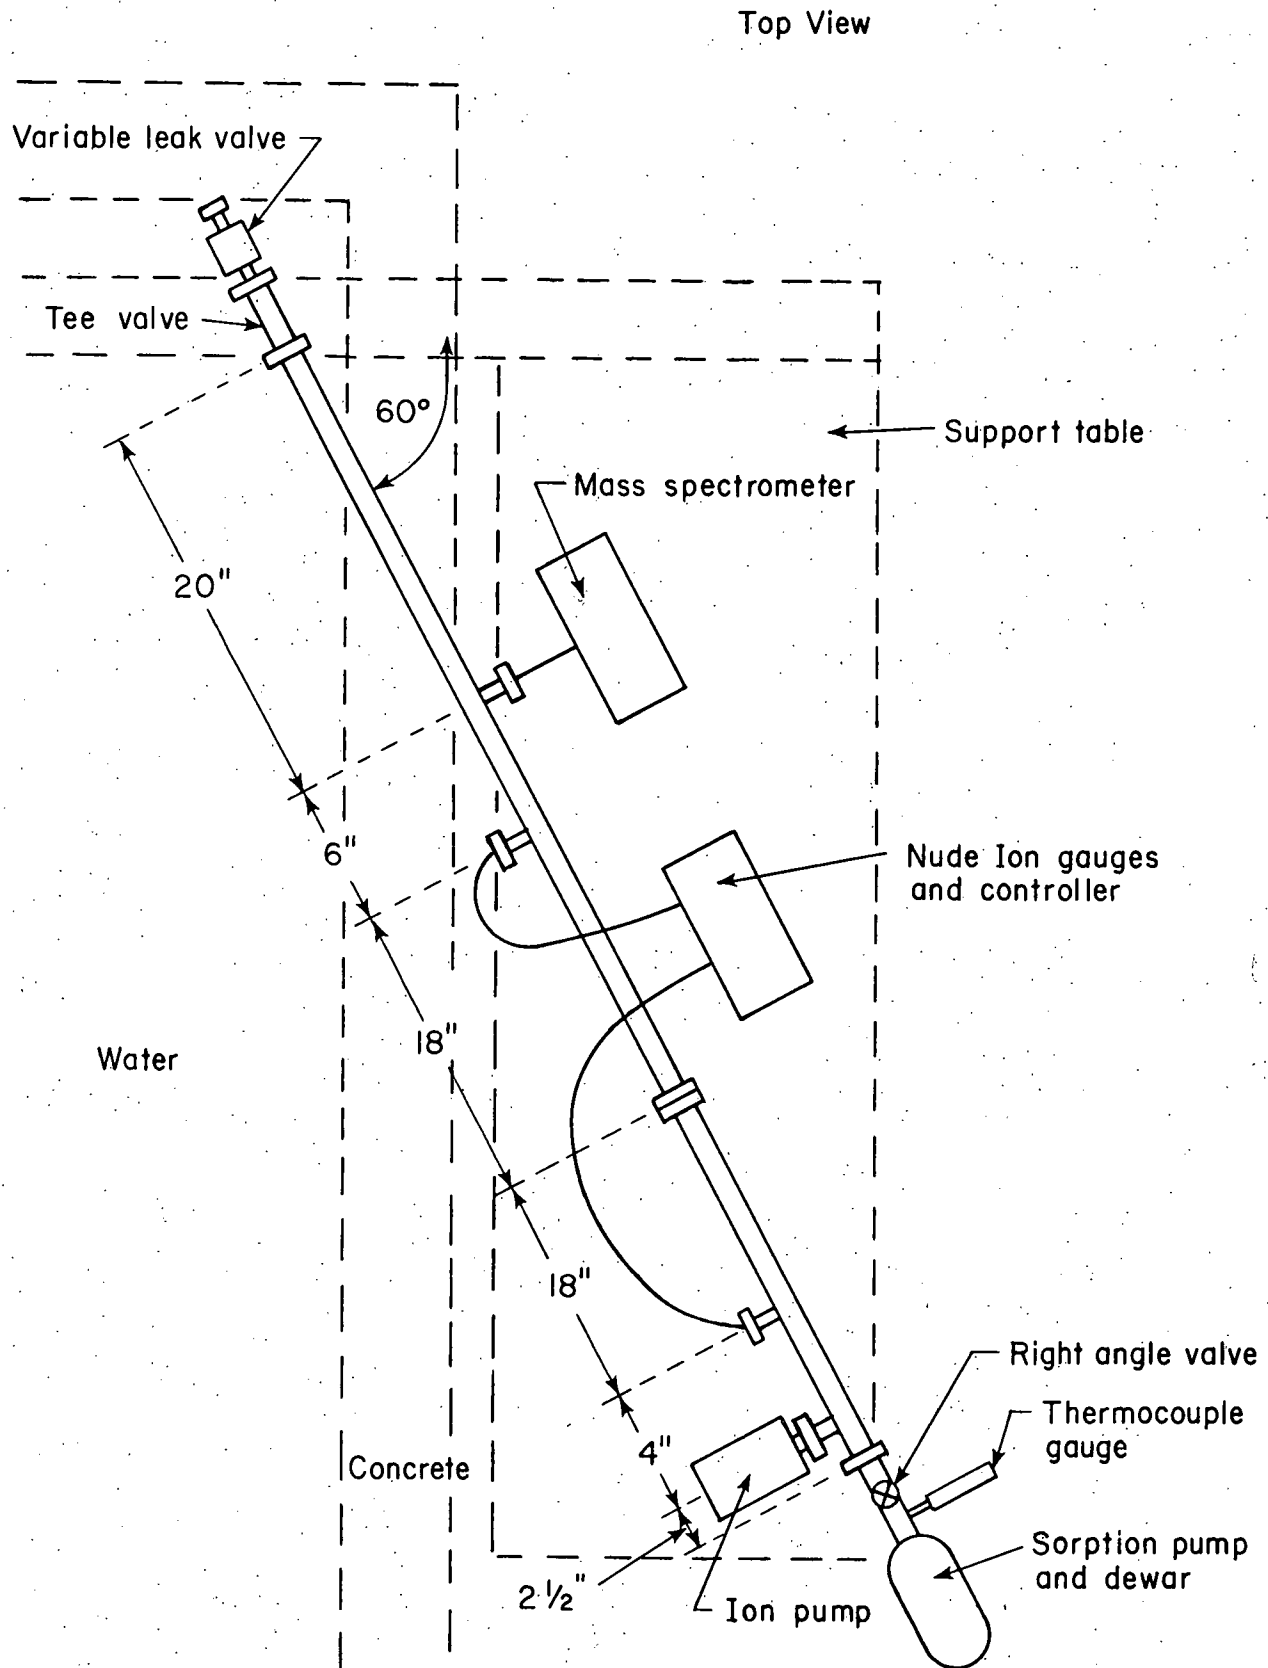 Top View
Variable leak valve
Tee valve
60°
Support table
Mass spectrometer
20"
6"
Nude Ion gauges
and controller
18"
Water
18"
Right angle valve
Thermocouple
gauge
4"
Concrete
Sorption pump
and dewar
2 1/2"
Ion pump